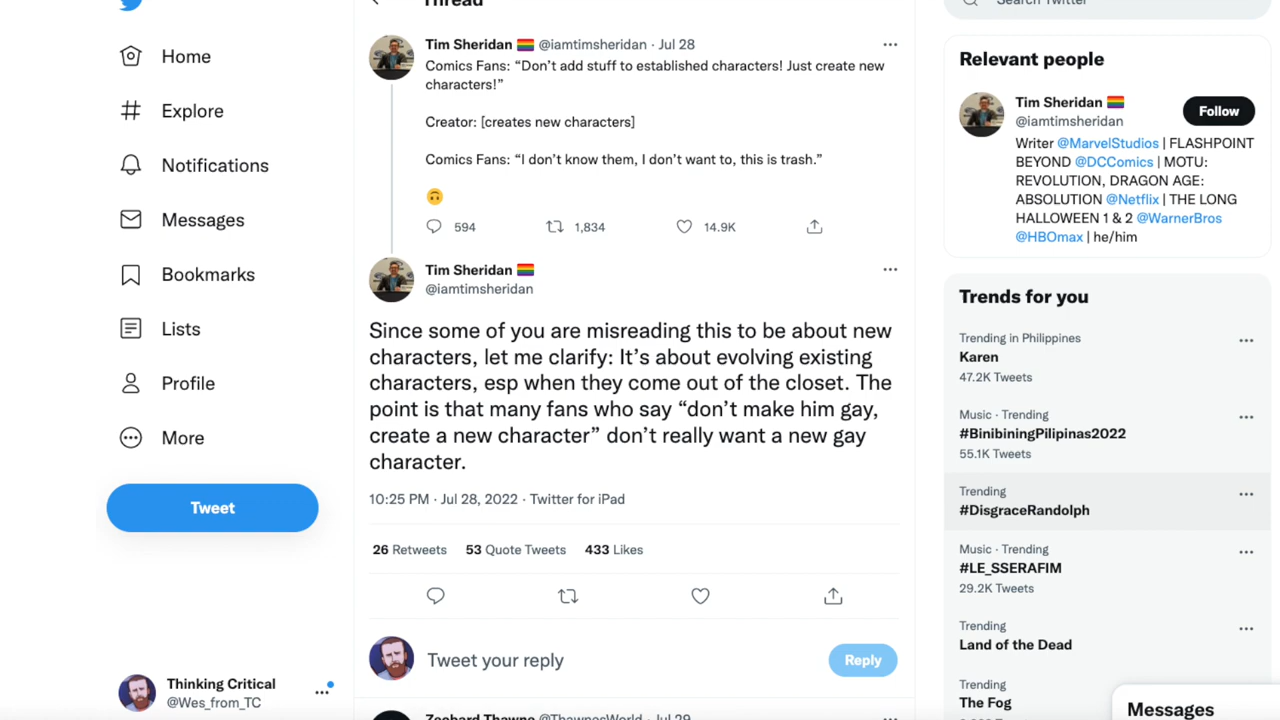 Thread
Search Twitter
Home
Explore
Notifications
Messages
Bookmarks
Lists
Profile
More
Tweet
Thinking Critical
@Wes_from_TC
Tim Sheridan 🏳️‍🌈 @iamtimsheridan · Jul 28
Comics Fans: “Don’t add stuff to established characters! Just create new
characters!”
Creator: [creates new characters]
Comics Fans: “I don’t know them, I don’t want to, this is trash.”
🙃
594 1,834 14.9K
Tim Sheridan 🏳️‍🌈
@iamtimsheridan
Since some of you are misreading this to be about new
characters, let me clarify: It’s about evolving existing
characters, esp when they come out of the closet. The
point is that many fans who say “don’t make him gay,
create a new character” don’t really want a new gay
character.
10:25 PM · Jul 28, 2022 · Twitter for iPad
26 Retweets 53 Quote Tweets 433 Likes
Tweet your reply
Reply
Zoobard Thawne @ThawnesWorld · Jul 29
Relevant people
Tim Sheridan 🏳️‍🌈
@iamtimsheridan
Follow
Writer @MarvelStudios | FLASHPOINT
BEYOND @DCComics | MOTU:
REVOLUTION, DRAGON AGE:
ABSOLUTION @Netflix | THE LONG
HALLOWEEN 1 & 2 @WarnerBros
@HBOmax | he/him
Trends for you
Trending in Philippines
Karen
47.2K Tweets
Music · Trending
#BinibiningPilipinas2022
55.1K Tweets
Trending
#DisgraceRandolph
Music · Trending
#LE_SSERAFIM
29.2K Tweets
Trending
Land of the Dead
Trending
The Fog
Messages